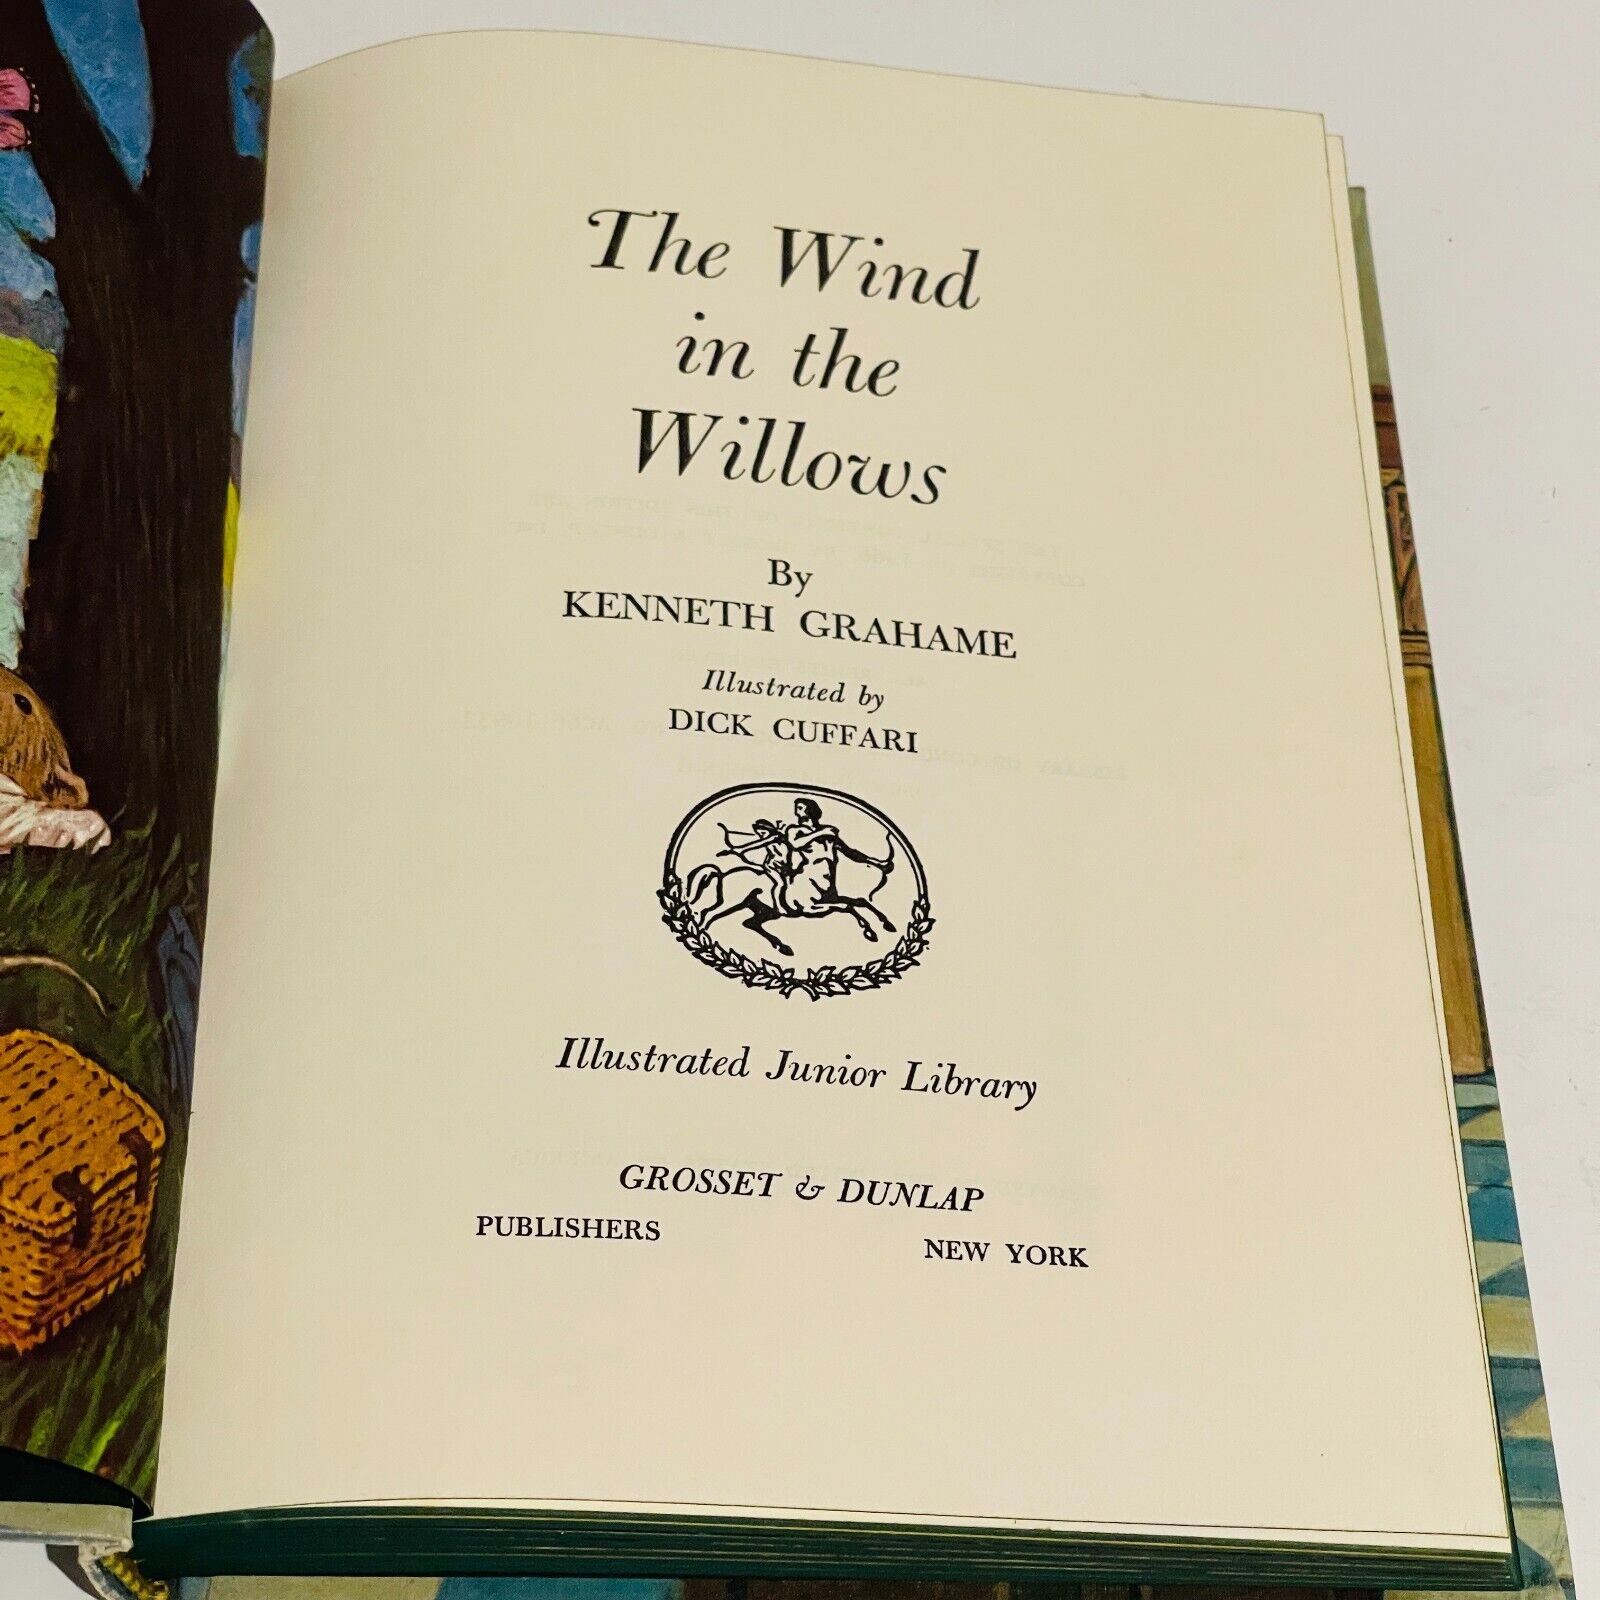 The Wind
in the
Willows
By
KENNETH GRAHAME
Illustrated by
DICK CUFFARI
Illustrated Junior Library
GROSSET & DUNLAP
PUBLISHERS NEW YORK